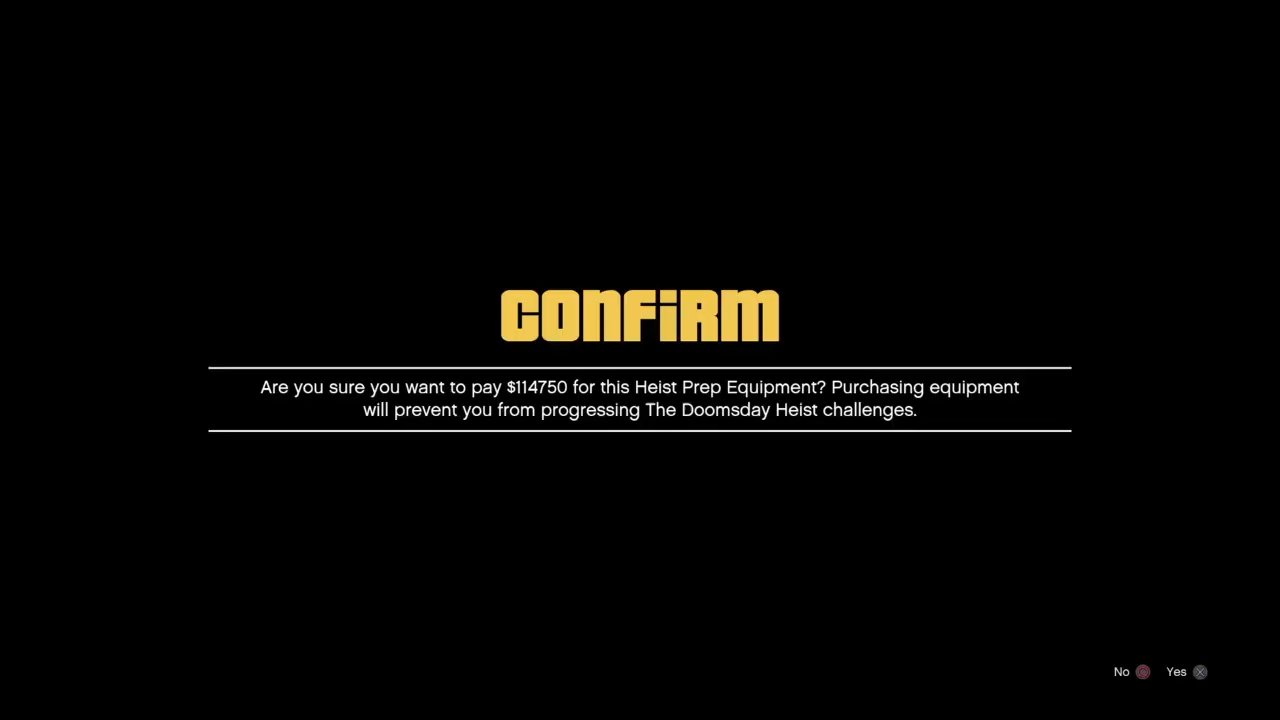 CONFiRM
Are you sure you want to pay $114750 for this Heist Prep Equipment? Purchasing equipment
will prevent you from progressing The Doomsday Heist challenges.
No Yes